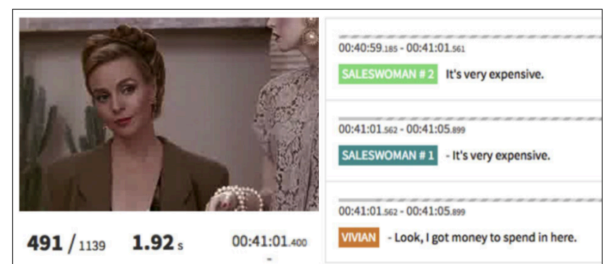 00:40:59.185 - 00:41:01.561
SALESWOMAN # 2 It's very expensive.
00:41:01.562 - 00:41:05.899
SALESWOMAN # 1 - It's very expensive.
00:41:01.562 - 00:41:05.899
VIVIAN - Look, I got money to spend in here.
491 / 1139 1.92 s 00:41:01.400
-